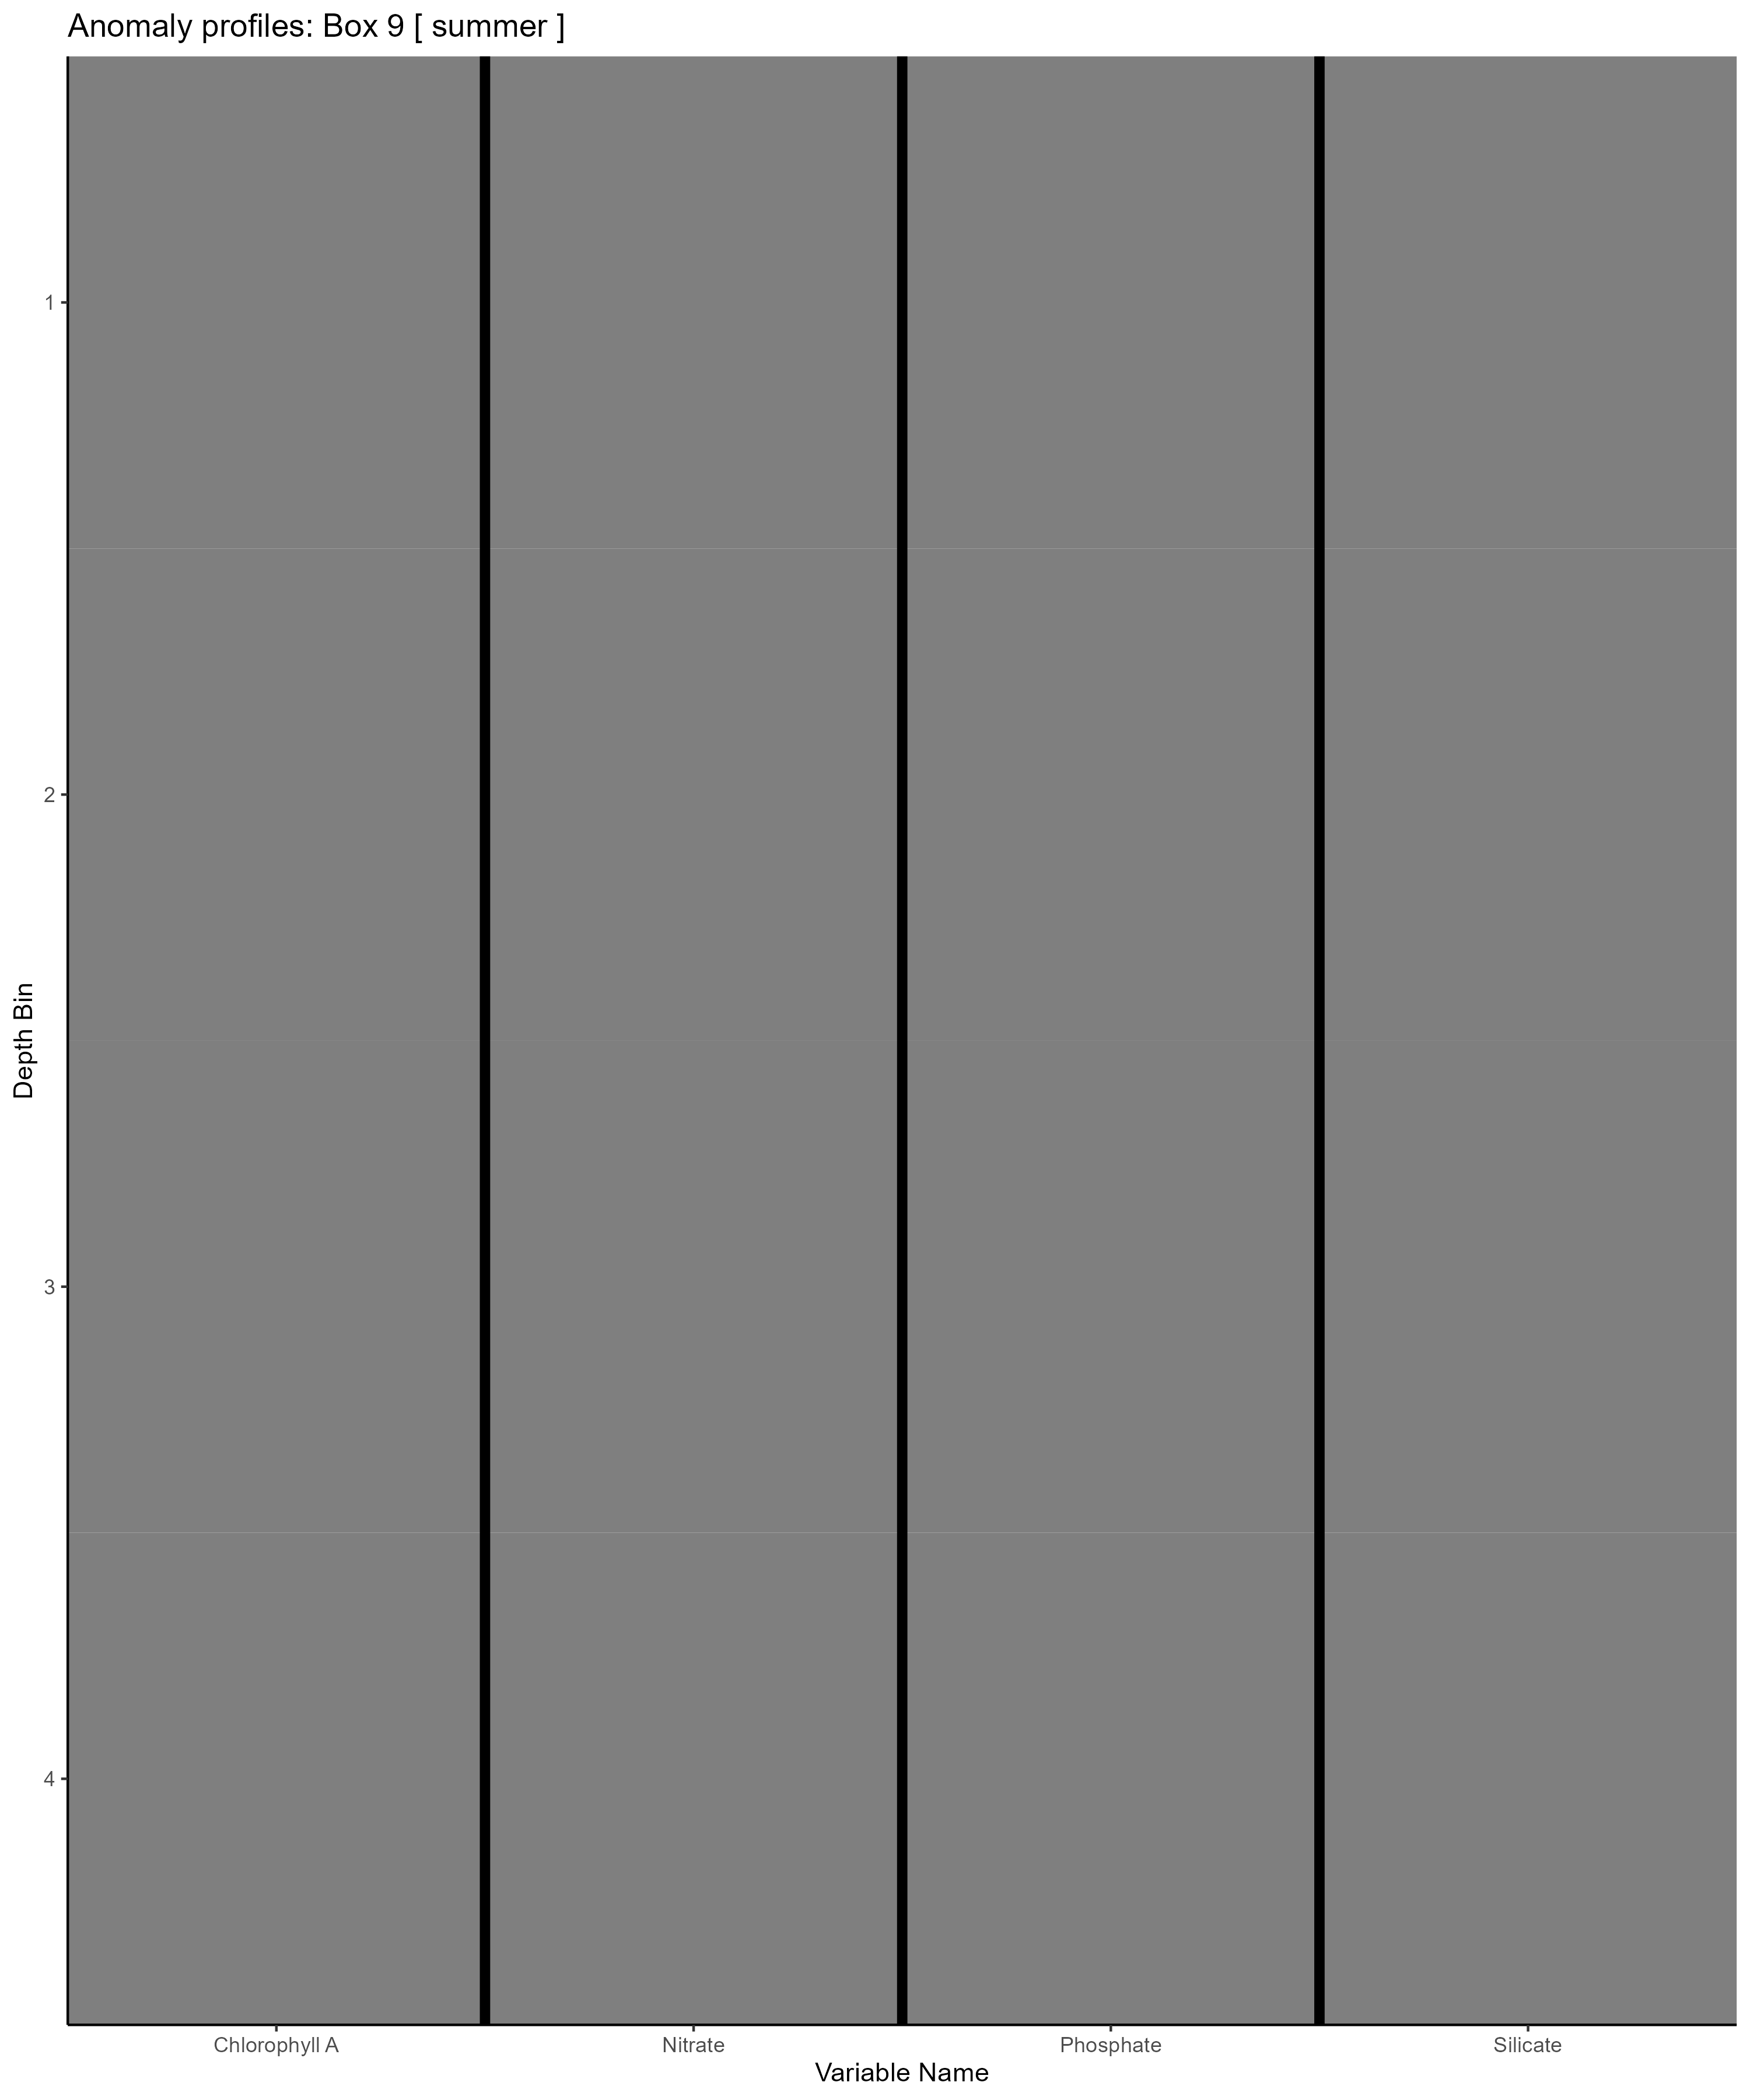 Anomaly profiles: Box 9 [ summer ]
1
2
3
4
Depth Bin
Chlorophyll A
Nitrate
Phosphate
Silicate
Variable Name